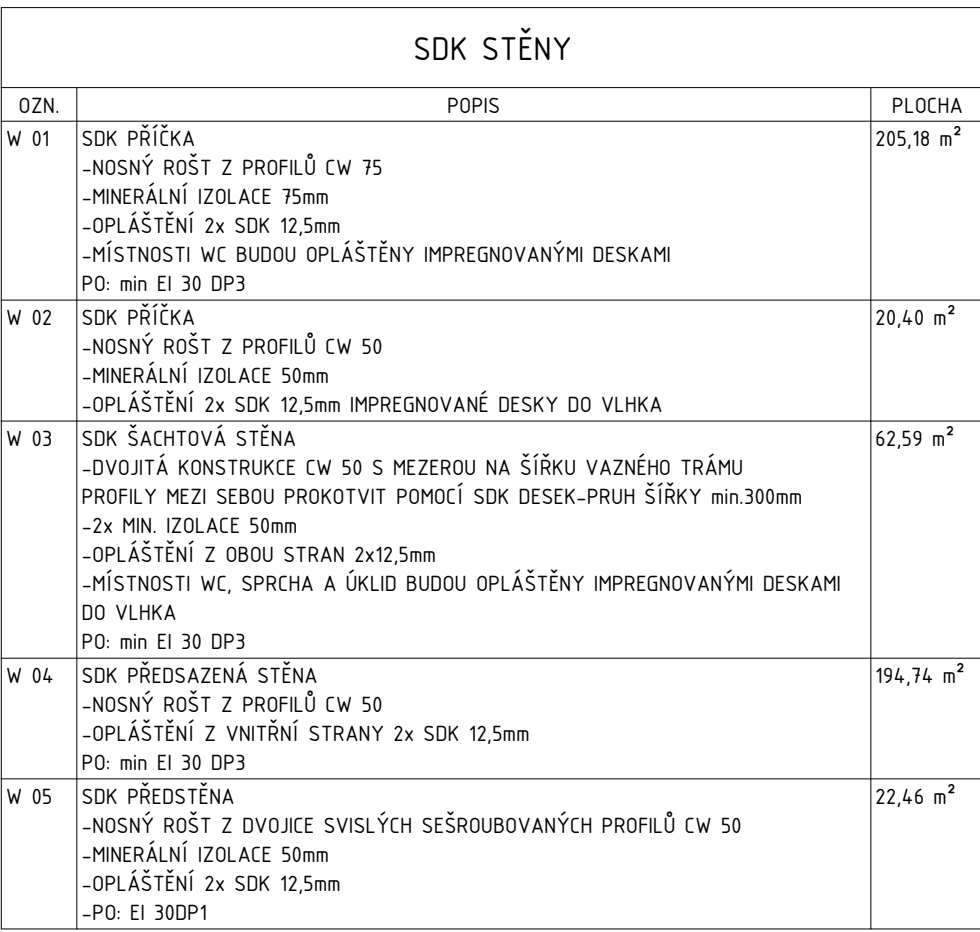 SDK STĚNY
OZN. POPIS PLOCHA
W 01 SDK PŘÍČKA 205,18 m²
-NOSNÝ ROŠT Z PROFILŮ CW 75
-MINERÁLNÍ IZOLACE 75mm
-OPLÁŠTĚNÍ 2x SDK 12,5mm
-MÍSTNOSTI WC BUDOU OPLÁŠTĚNY IMPREGNOVANÝMI DESKAMI
PO: min EI 30 DP3
W 02 SDK PŘÍČKA 20,40 m²
-NOSNÝ ROŠT Z PROFILŮ CW 50
-MINERÁLNÍ IZOLACE 50mm
-OPLÁŠTĚNÍ 2x SDK 12,5mm IMPREGNOVANÉ DESKY DO VLHKA
W 03 SDK ŠACHTOVÁ STĚNA 62,59 m²
-DVOJITÁ KONSTRUKCE CW 50 S MEZEROU NA ŠÍŘKU VAZNÉHO TRÁMU
PROFILY MEZI SEBOU PROKOTVIT POMOCÍ SDK DESEK-PRUH ŠÍŘKY min.300mm
-2x MIN. IZOLACE 50mm
-OPLÁŠTĚNÍ Z OBOU STRAN 2x12,5mm
-MÍSTNOSTI WC, SPRCHA A ÚKLID BUDOU OPLÁŠTĚNY IMPREGNOVANÝMI DESKAMI
DO VLHKA
PO: min EI 30 DP3
W 04 SDK PŘEDSAZENÁ STĚNA 194,74 m²
-NOSNÝ ROŠT Z PROFILŮ CW 50
-OPLÁŠTĚNÍ Z VNITŘNÍ STRANY 2x SDK 12,5mm
PO: min EI 30 DP3
W 05 SDK PŘEDSTĚNA 22,46 m²
-NOSNÝ ROŠT Z DVOJICE SVISLÝCH SEŠROUBOVANÝCH PROFILŮ CW 50
-MINERÁLNÍ IZOLACE 50mm
-OPLÁŠTĚNÍ 2x SDK 12,5mm
-PO: EI 30DP1